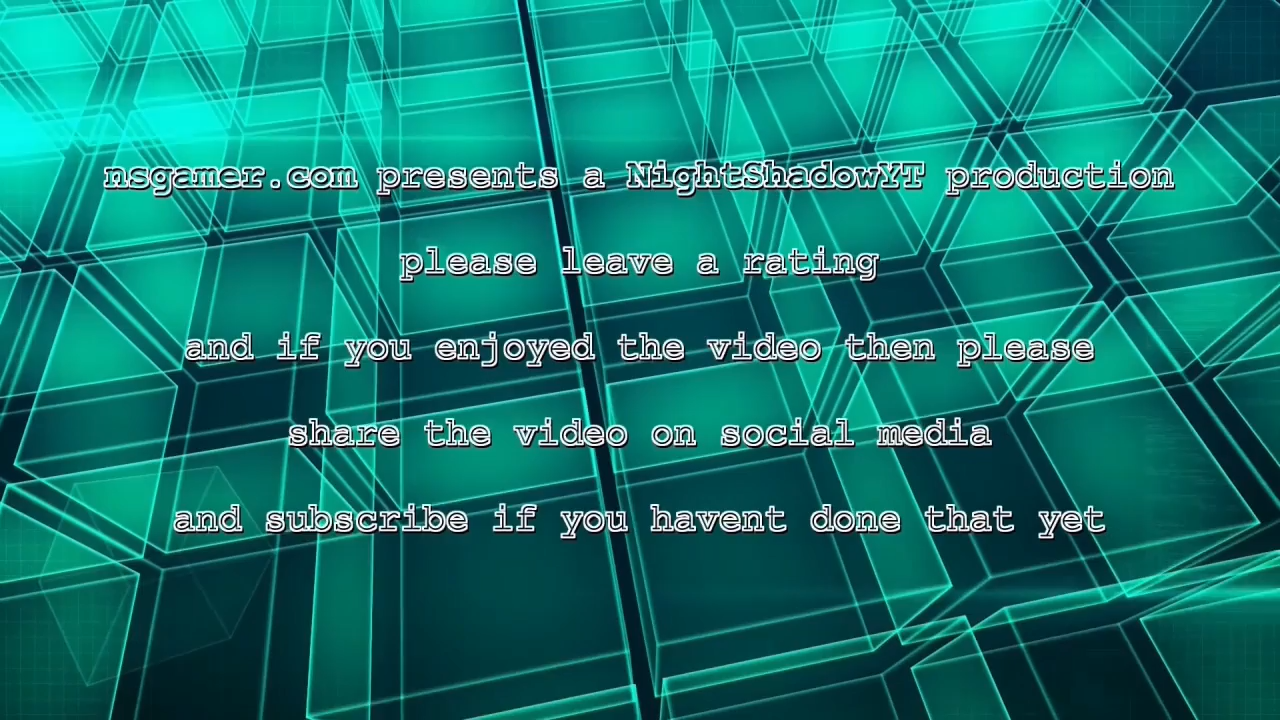 nsgamer.com presents a NightShadowYT production
please leave a rating
and if you enjoyed the video then please
share the video on social media
and subscribe if you havent done that yet